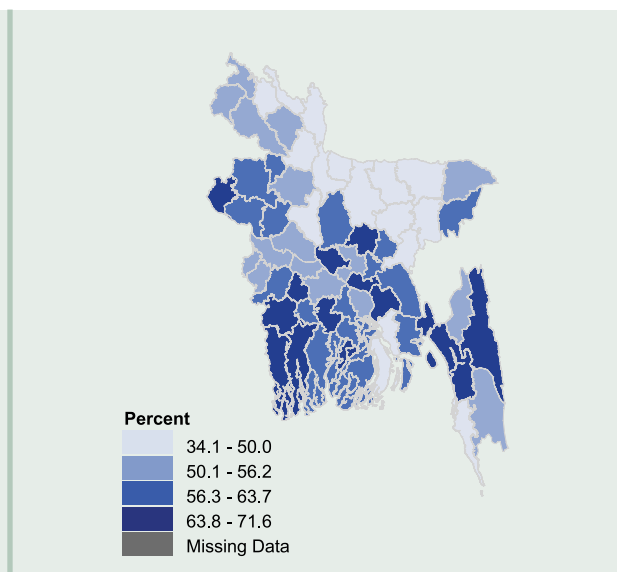 Percent
34.1 - 50.0
50.1 - 56.2
56.3 - 63.7
63.8 - 71.6
Missing Data